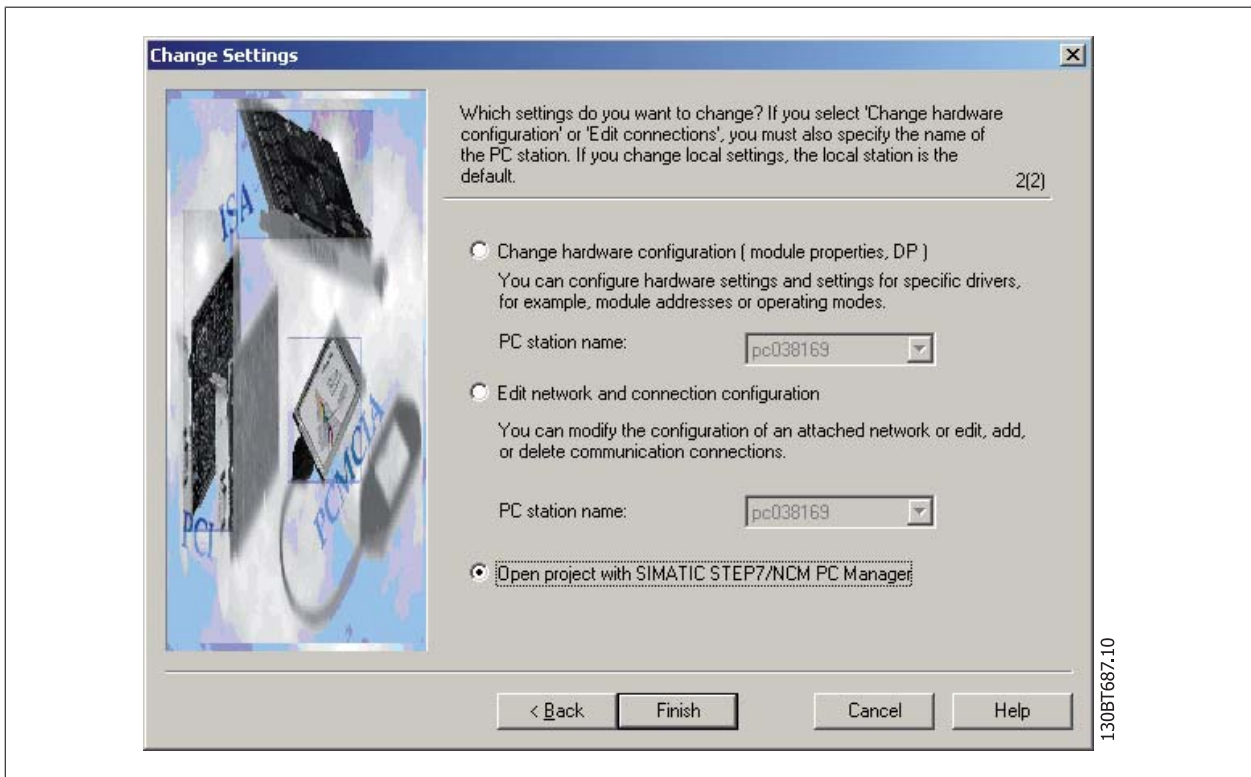 Change Settings
Which settings do you want to change? If you select 'Change hardware
configuration' or 'Edit connections', you must also specify the name of
the PC station. If you change local settings, the local station is the
default.
2(2)
ISA
PCI
PCMCIA
Change hardware configuration ( module properties, DP )
You can configure hardware settings and settings for specific drivers,
for example, module addresses or operating modes.
PC station name:
pc038169
Edit network and connection configuration
You can modify the configuration of an attached network or edit, add,
or delete communication connections.
PC station name:
pc038169
Open project with SIMATIC STEP7/NCM PC Manager
< Back
Finish
Cancel
Help
130BT687.10